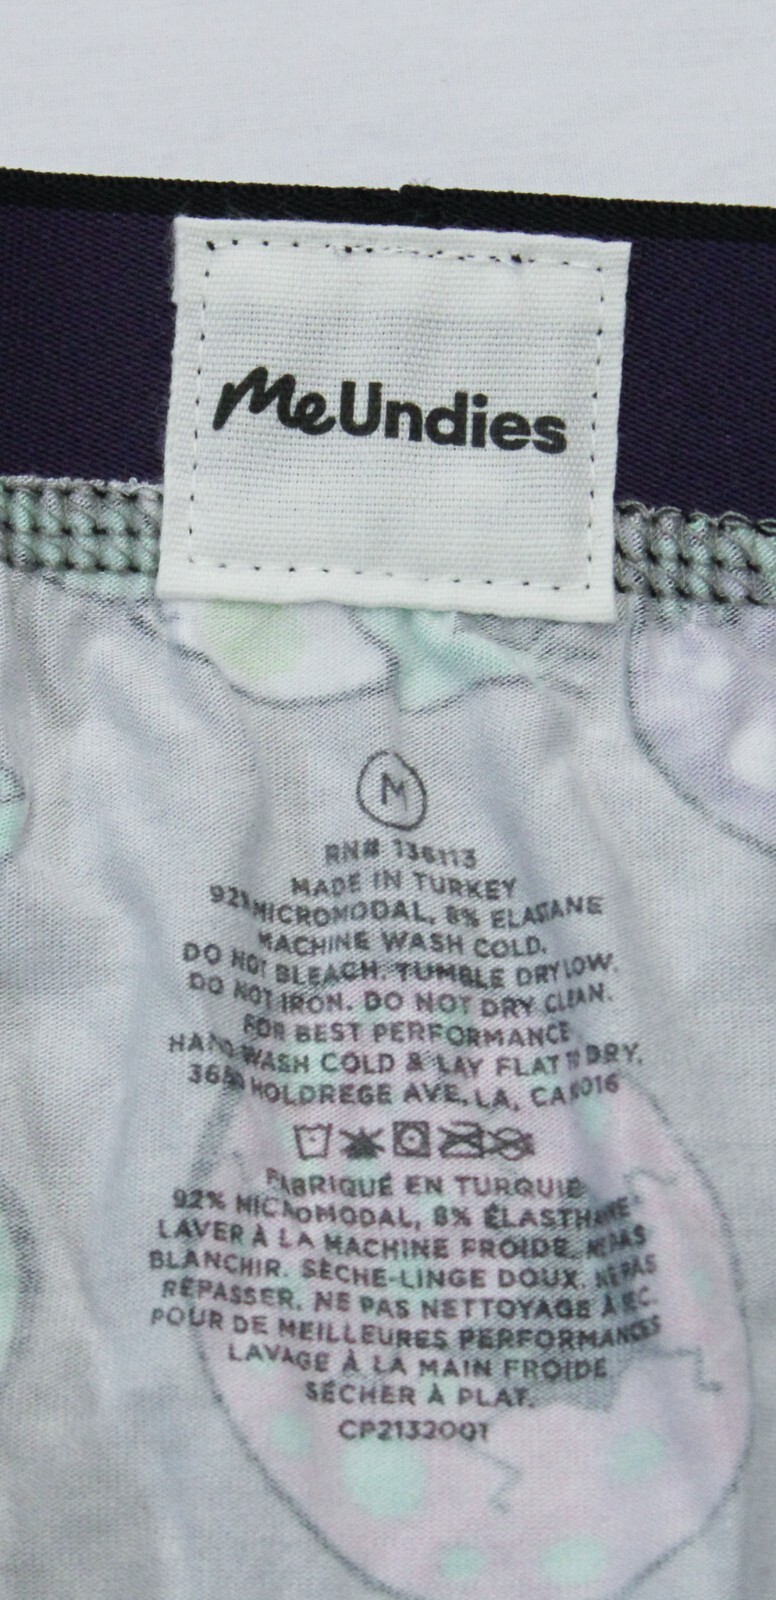 MeUndies
M
RN# 136113
MADE IN TURKEY
92% MICROMODAL, 8% ELASTANE
MACHINE WASH COLD.
DO NOT BLEACH. TUMBLE DRY LOW.
DO NOT IRON. DO NOT DRY CLEAN.
FOR BEST PERFORMANCE
HAND WASH COLD & LAY FLAT TO DRY.
HOLDREGE AVE, LA, CA
FABRIQUÉ EN TURQUIE
92% MICROMODAL, 8% ÉLASTHANE
LAVER À LA MACHINE FROIDE. NE PAS
BLANCHIR. SÈCHE-LINGE DOUX. NE PAS
REPASSER. NE PAS NETTOYAGE À SEC.
POUR DE MEILLEURES PERFORMANCES
LAVAGE À LA MAIN FROIDE
SÉCHER À PLAT.